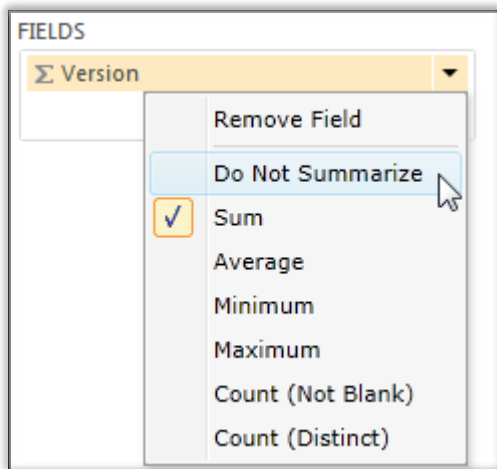 FIELDS
Σ Version
Remove Field
Do Not Summarize
Sum
Average
Minimum
Maximum
Count (Not Blank)
Count (Distinct)